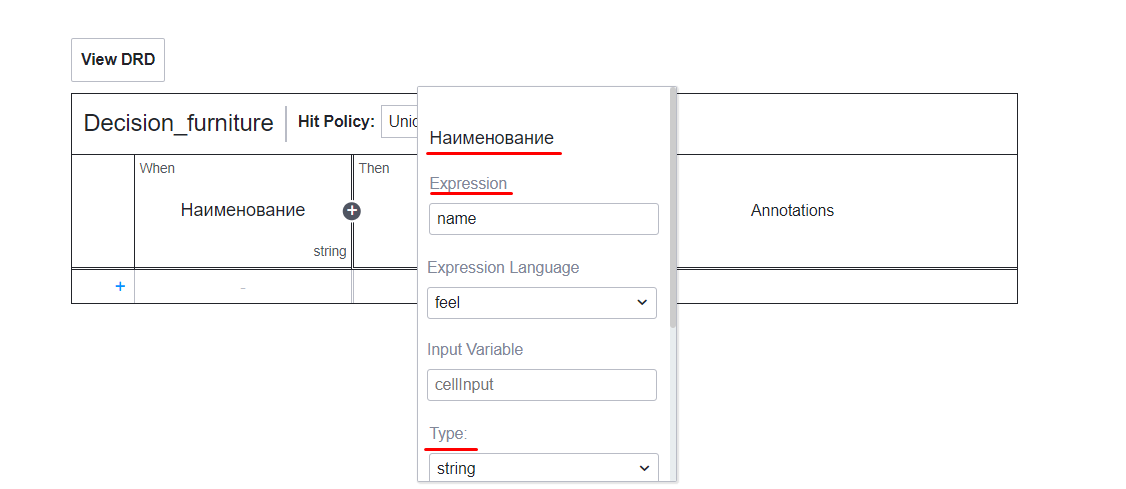 View DRD
Decision_furniture Hit Policy: Unic
When
Наименование
string
Then
Annotations
+
-
Наименование
Expression
name
Expression Language
feel
Input Variable
cellInput
Type:
string